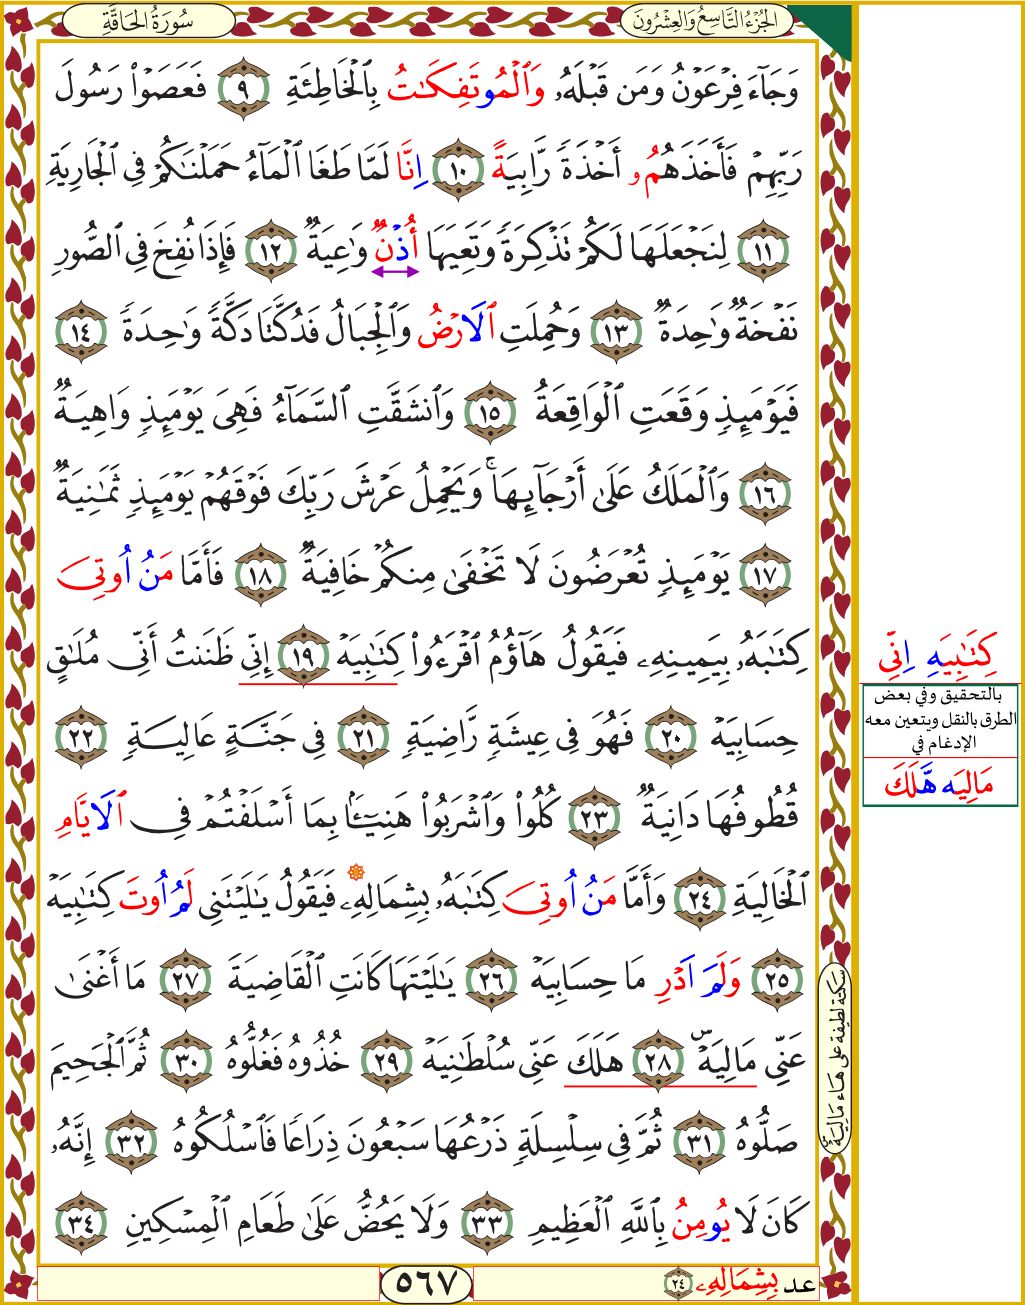 سُورَةُ الحَاقَّةِ
الجُزْءُ التَّاسِعُ وَالعِشْرُونَ
وَجَآءَ فِرْعَوْنُ وَمَن قَبْلَهُۥ وَٱلْمُوتَفِكَـٰتُ بِٱلْخَاطِئَةِ ٩ فَعَصَوْا۟ رَسُولَ
رَبِّهِمْ فَأَخَذَهُمُۥ أَخْذَةً رَّابِيَةً ١٠ اِنَّا لَمَّا طَغَا ٱلْمَآءُ حَمَلْنَـٰكُمْ فِى ٱلْجَارِيَةِ
١١ لِنَجْعَلَهَا لَكُمْ تَذْكِرَةً وَتَعِيَهَا أُذْنٌ وَٰعِيَةٌ ١٢ فَإِذَا نُفِخَ فِى ٱلصُّورِ
نَفْخَةٌ وَٰحِدَةٌ ١٣ وَحُمِلَتِ ٱلَارْضُ وَٱلْجِبَالُ فَدُكَّتَا دَكَّةً وَٰحِدَةً ١٤
فَيَوْمَئِذٍ وَقَعَتِ ٱلْوَاقِعَةُ ١٥ وَٱنشَقَّتِ ٱلسَّمَآءُ فَهِىَ يَوْمَئِذٍ وَاهِيَةٌ
١٦ وَٱلْمَلَكُ عَلَىٰٓ أَرْجَآئِهَا ۚ وَيَحْمِلُ عَرْشَ رَبِّكَ فَوْقَهُمْ يَوْمَئِذٍ ثَمَـٰنِيَةٌ
١٧ يَوْمَئِذٍ تُعْرَضُونَ لَا تَخْفَىٰ مِنكُمْ خَافِيَةٌ ١٨ فَأَمَّا مَنُ اُوتِىَ
كِتَـٰبَهُۥ بِيَمِينِهِۦ فَيَقُولُ هَآؤُمُ ٱقْرَءُوا۟ كِتَـٰبِيَهْ ١٩ إِنِّى ظَنَنتُ أَنِّى مُلَـٰقٍ
حِسَابِيَهْ ٢٠ فَهُوَ فِى عِيشَةٍ رَّاضِيَةٍ ٢١ فِى جَنَّةٍ عَالِيَةٍ ٢٢
قُطُوفُهَا دَانِيَةٌ ٢٣ كُلُوا۟ وَٱشْرَبُوا۟ هَنِيٓـًٔا بِمَا أَسْلَفْتُمْ فِى ٱلَايَّامِ
ٱلْخَالِيَةِ ٢٤ وَأَمَّا مَنُ اُوتِىَ كِتَـٰبَهُۥ بِشِمَالِهِۦ فَيَقُولُ يَـٰلَيْتَنِى لَمُ اُوتَ كِتَـٰبِيَهْ
٢٥ وَلَمَ اَدْرِ مَا حِسَابِيَهْ ٢٦ يَـٰلَيْتَهَا كَانَتِ ٱلْقَاضِيَةَ ٢٧ مَا أَغْنَىٰ
عَنِّى مَالِيَهْ ۜ ٢٨ هَلَكَ عَنِّى سُلْطَـٰنِيَهْ ٢٩ خُذُوهُ فَغُلُّوهُ ٣٠ ثُمَّ ٱلْجَحِيمَ
صَلُّوهُ ٣١ ثُمَّ فِى سِلْسِلَةٍ ذَرْعُهَا سَبْعُونَ ذِرَاعًا فَٱسْلُكُوهُ ٣٢ إِنَّهُۥ
كَانَ لَا يُومِنُ بِٱللَّهِ ٱلْعَظِيمِ ٣٣ وَلَا يَحُضُّ عَلَىٰ طَعَامِ ٱلْمِسْكِينِ ٣٤
كِتَـٰبِيَهِ اِنِّى
بالتحقيق وفي بعض
الطرق بالنقل ويتعين معه
الإدغام في
مَالِيَه هَّلَكَ
سكتة لطيفة على هاء مَالِيَهْ
عد بِشِمَالِهِۦ ٢٤
٥٦٧